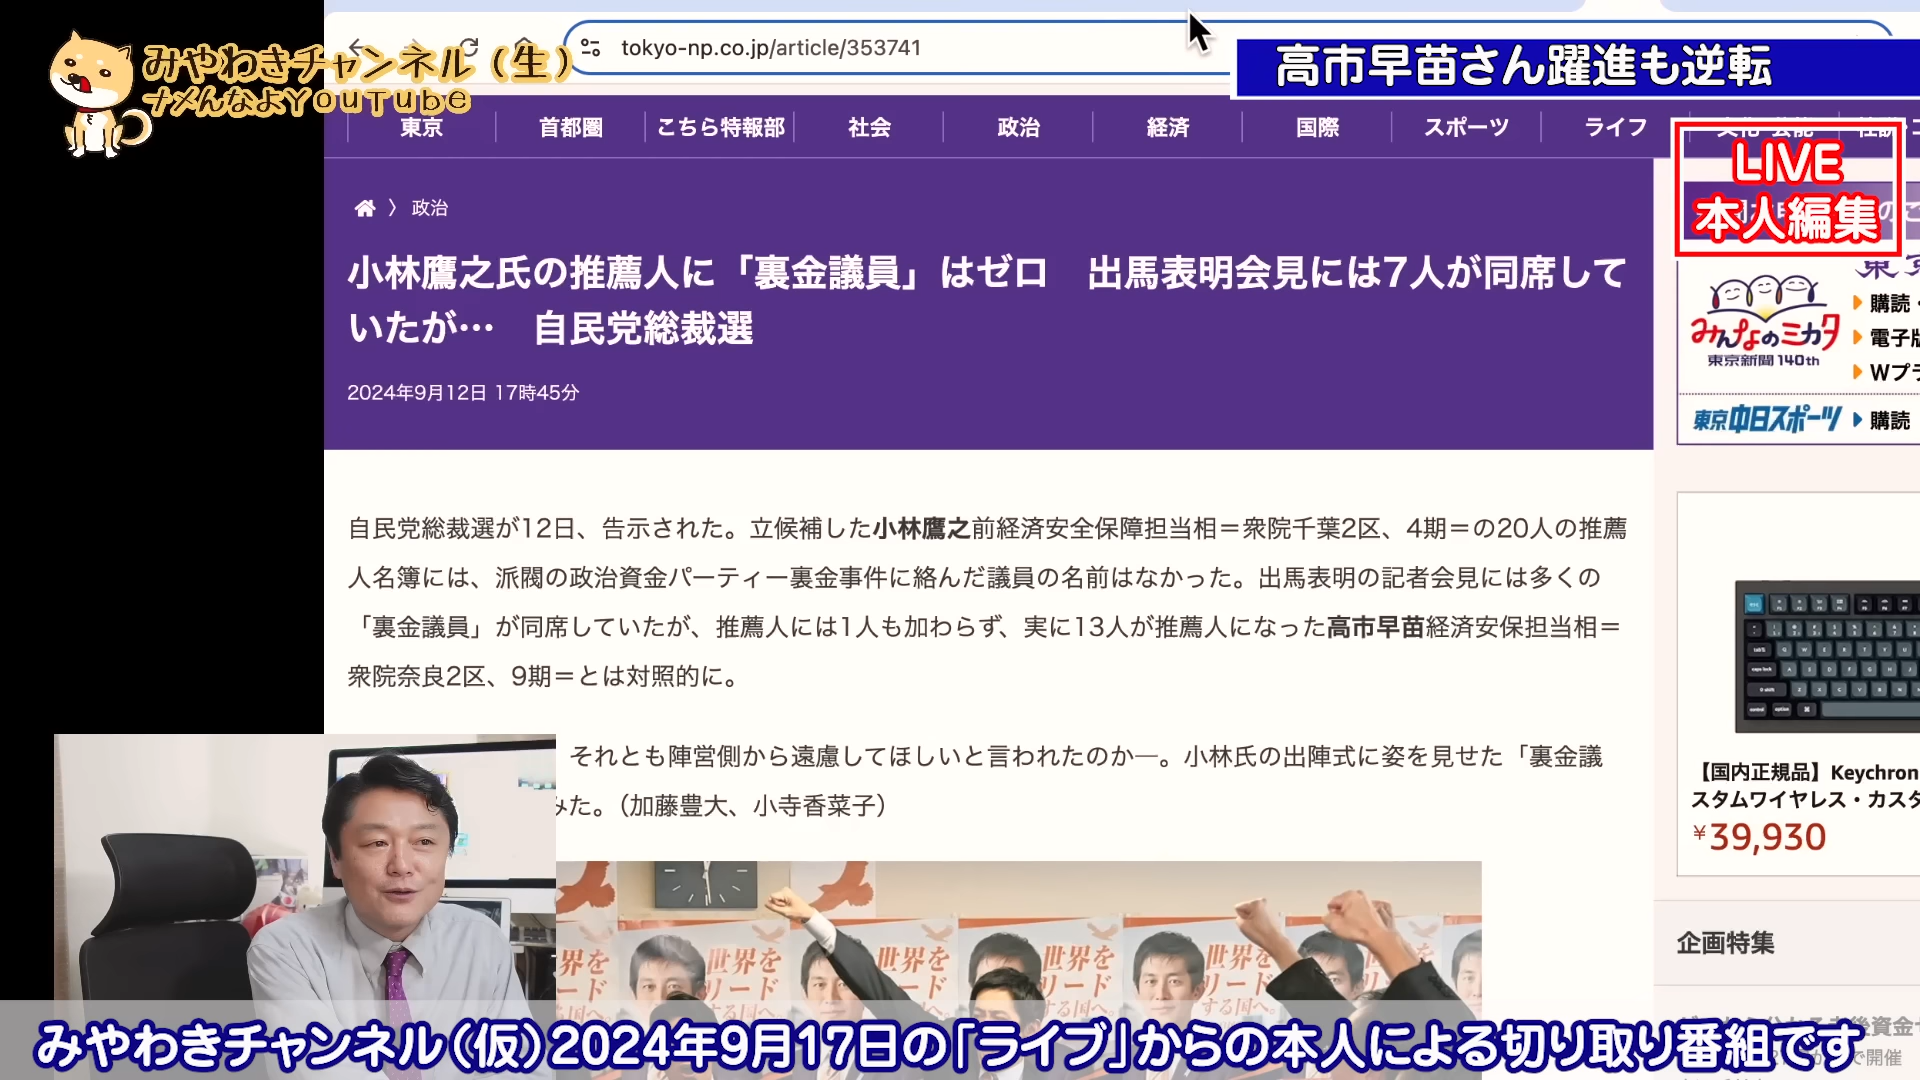 tokyo-np.co.jp/article/353741
みやわきチャンネル（生）
ナメんなよYouTube
高市早苗さん躍進も逆転
東京
首都圏
こちら特報部
社会
政治
経済
国際
スポーツ
ライフ
LIVE
本人編集
政治
小林鷹之氏の推薦人に「裏金議員」はゼロ　出馬表明会見には7人が同席して
いたが…　自民党総裁選
2024年9月12日 17時45分
みんなのミカタ
東京新聞140th
購読・
電子版
Wプラ
東京中日スポーツ
購読
自民党総裁選が12日、告示された。立候補した小林鷹之前経済安全保障担当相＝衆院千葉2区、4期＝の20人の推薦
人名簿には、派閥の政治資金パーティー裏金事件に絡んだ議員の名前はなかった。出馬表明の記者会見には多くの
「裏金議員」が同席していたが、推薦人には1人も加わらず、実に13人が推薦人になった高市早苗経済安保担当相＝
衆院奈良2区、9期＝とは対照的に。
それとも陣営側から遠慮してほしいと言われたのか―。小林氏の出陣式に姿を見せた「裏金議
みた。（加藤豊大、小寺香菜子）
【国内正規品】Keychron
スタムワイヤレス・カスタ
￥39,930
企画特集
世界を
リード
する国へ。
みやわきチャンネル（仮）2024年9月17日の「ライブ」からの本人による切り取り番組です